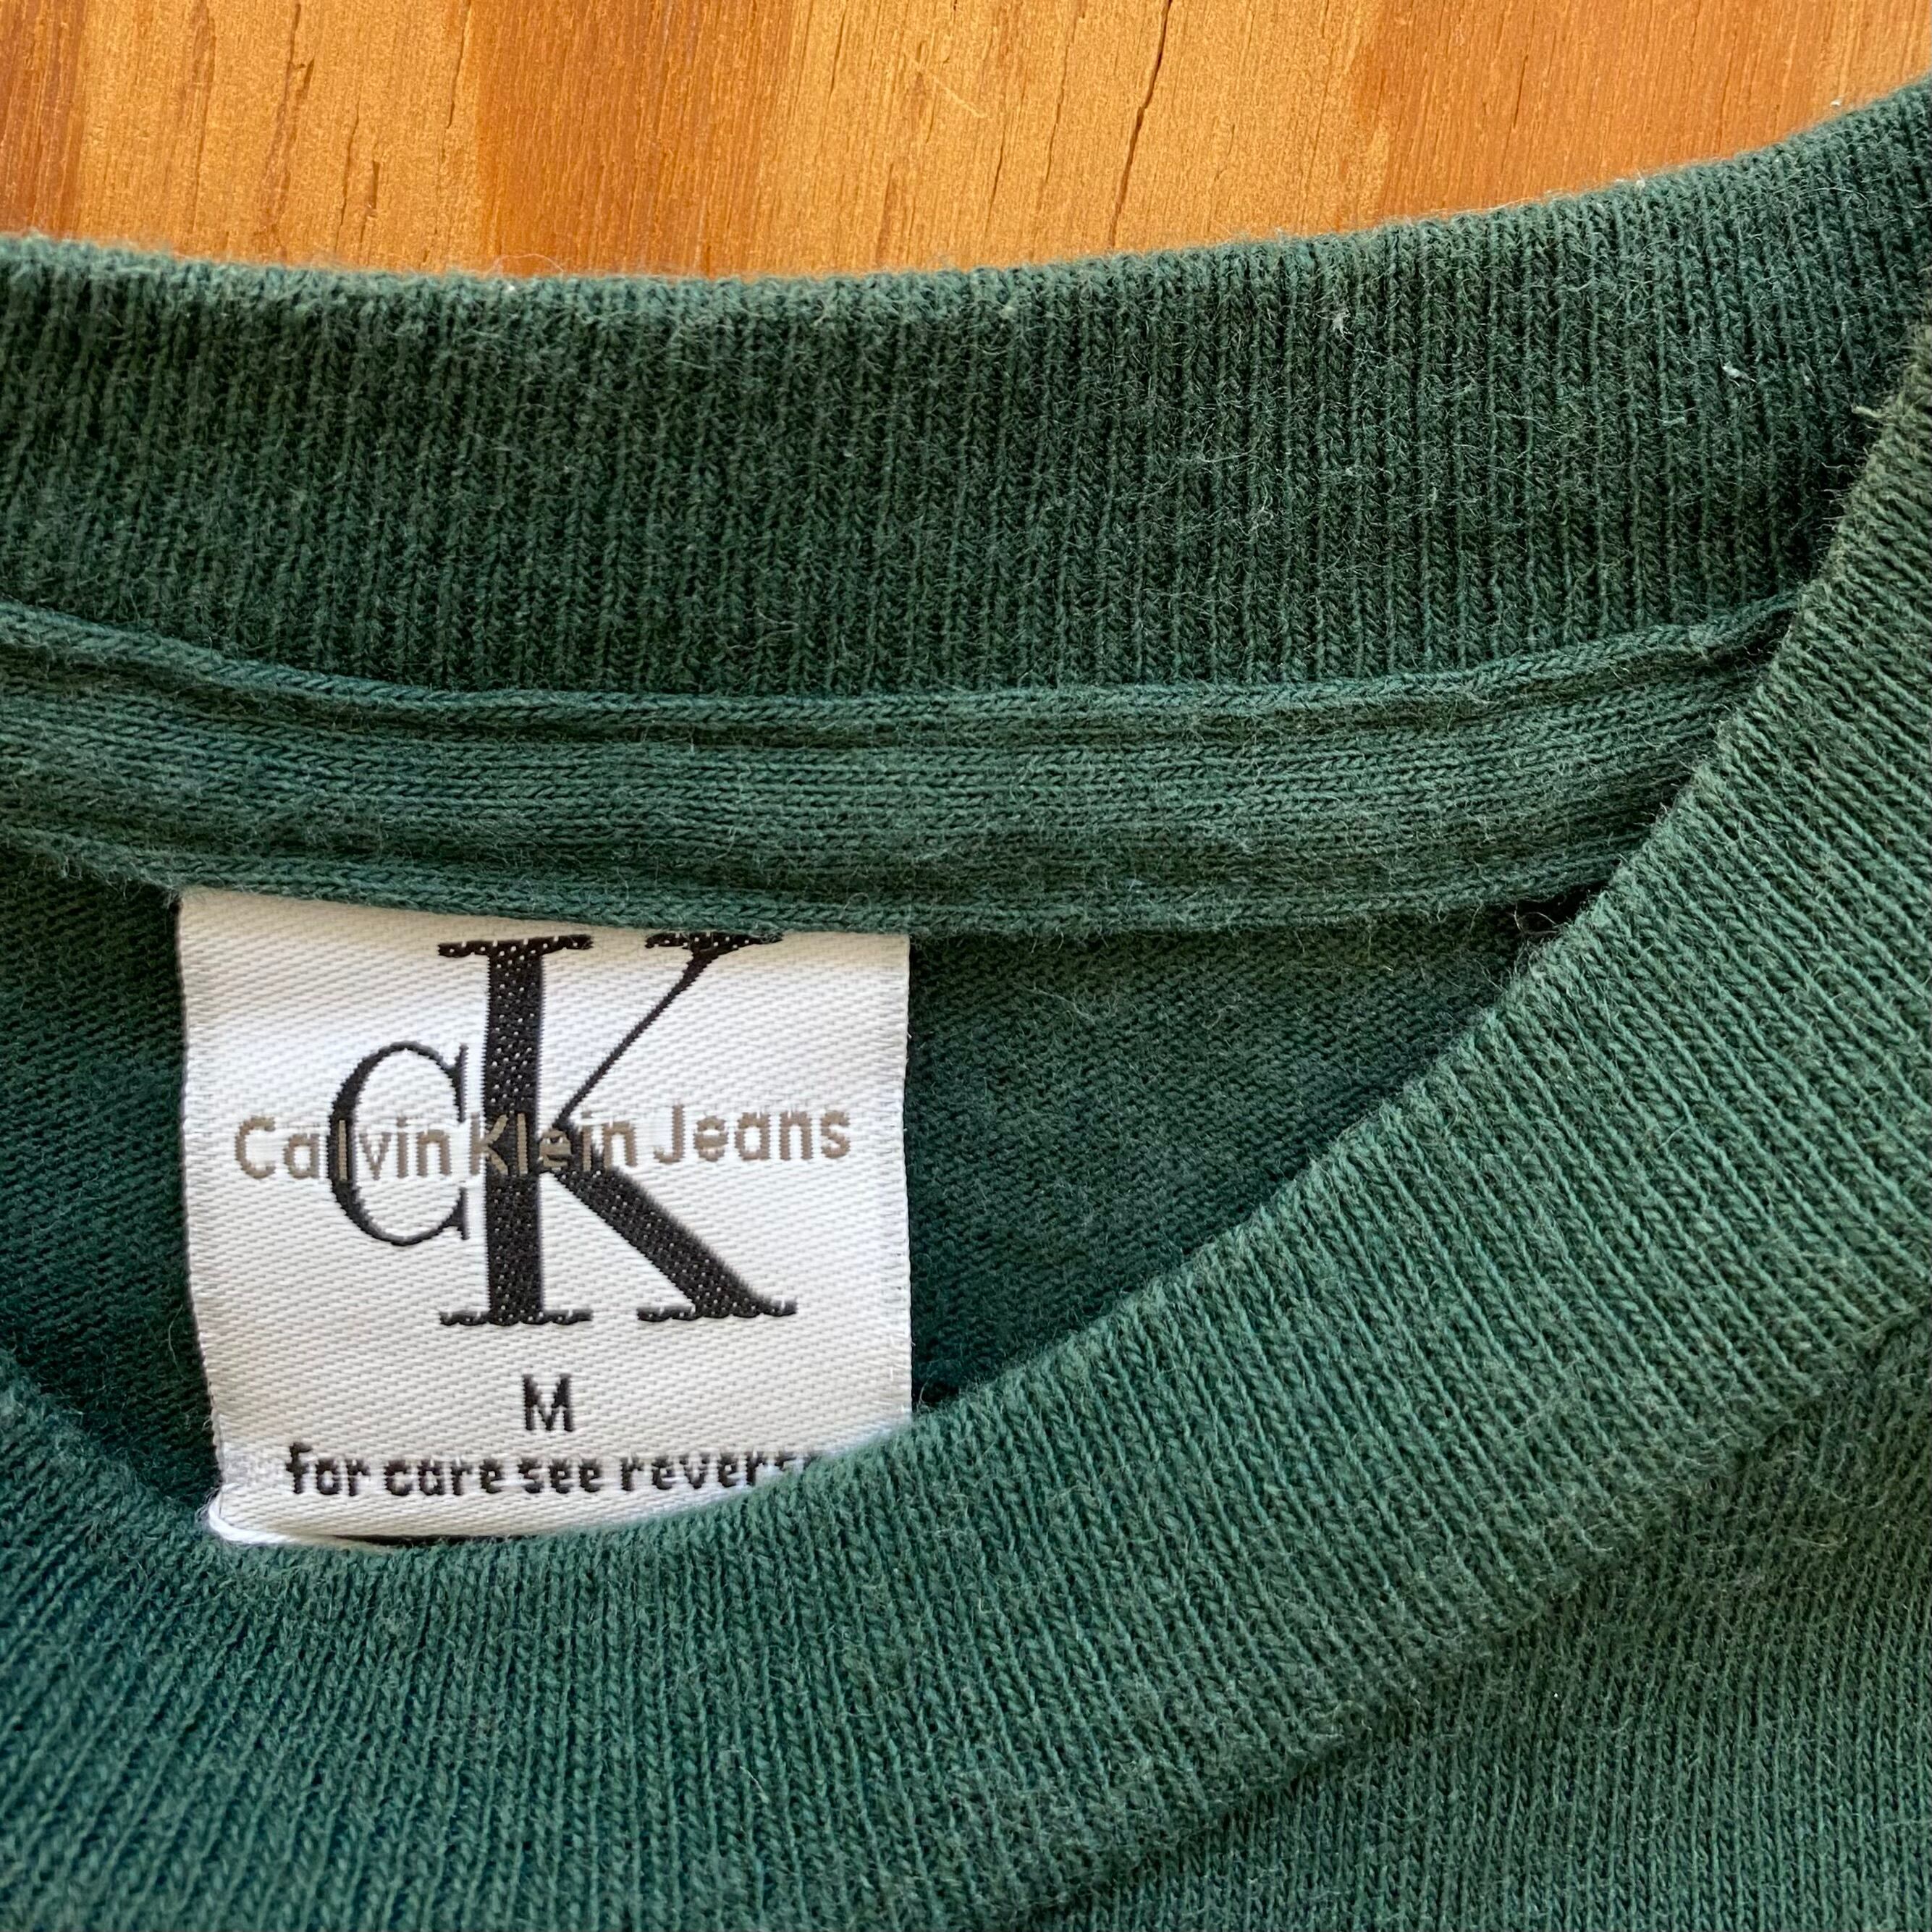 CK
Calvin Klein Jeans
M
for care see revers